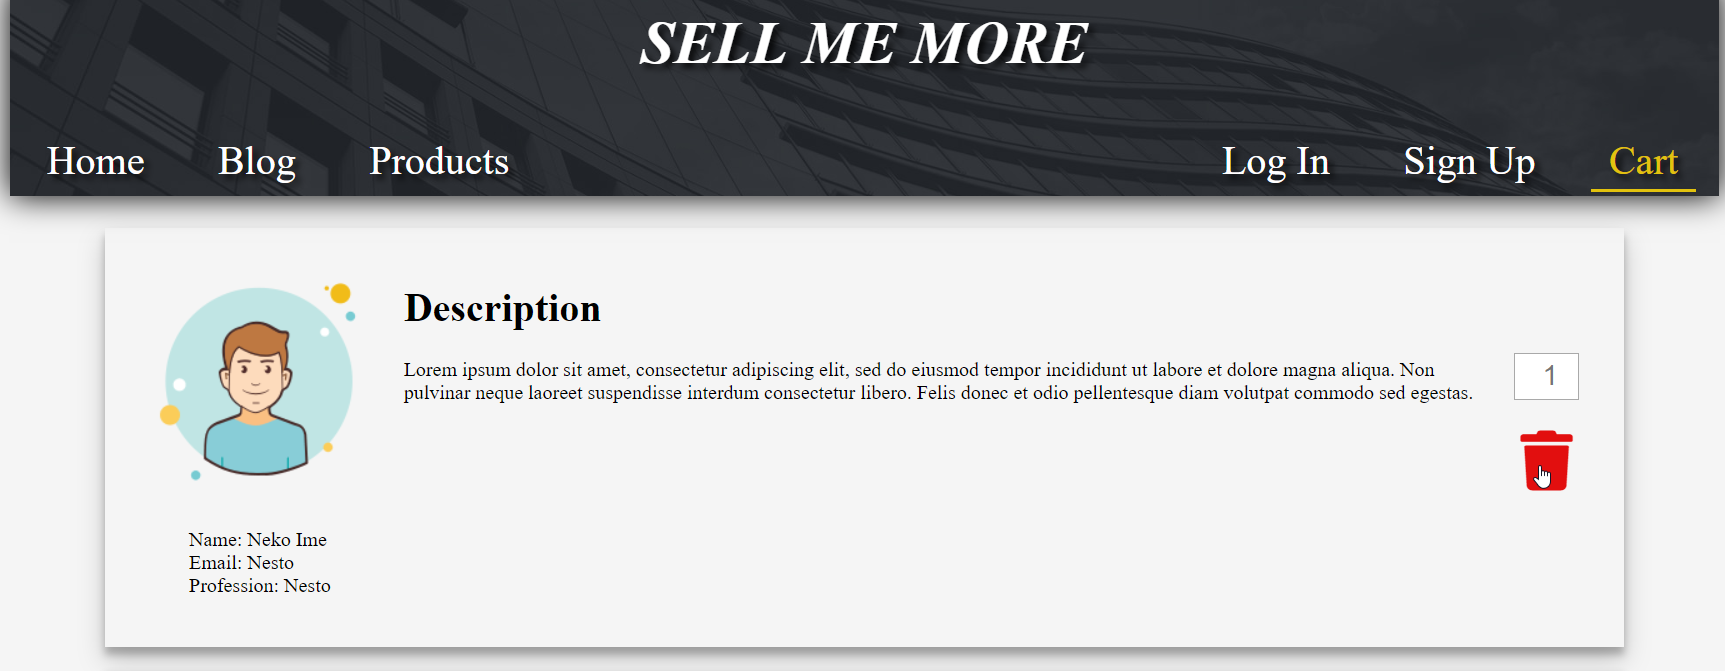 SELL ME MORE
Home Blog Products Log In Sign Up Cart
Description
Lorem ipsum dolor sit amet, consectetur adipiscing elit, sed do eiusmod tempor incididunt ut labore et dolore magna aliqua. Non
pulvinar neque laoreet suspendisse interdum consectetur libero. Felis donec et odio pellentesque diam volutpat commodo sed egestas.
1
Name: Neko Ime
Email: Nesto
Profession: Nesto